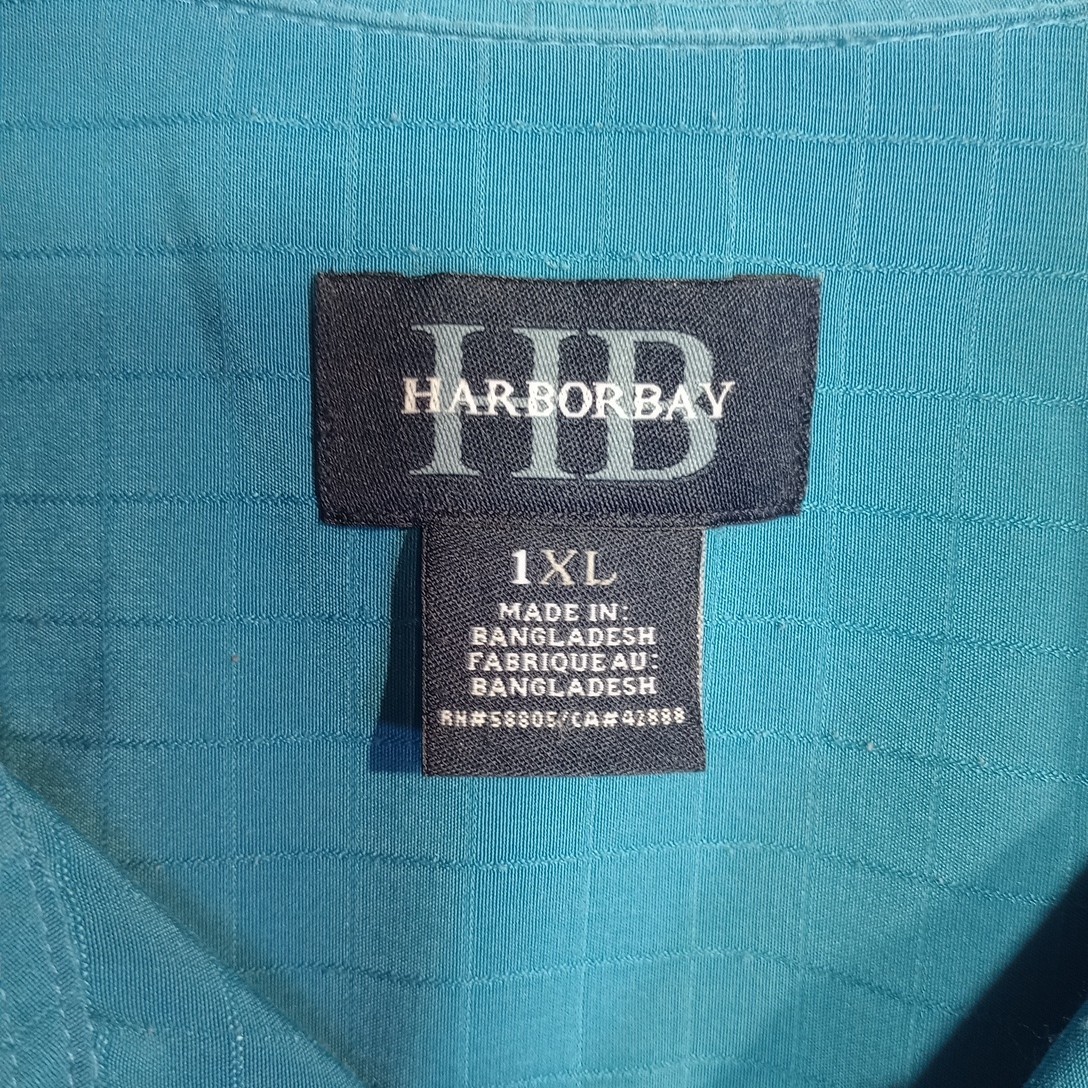 HB
HARBORBAY
1XL
MADE IN:
BANGLADESH
FABRIQUE AU:
BANGLADESH
RN#58805/CA#42888